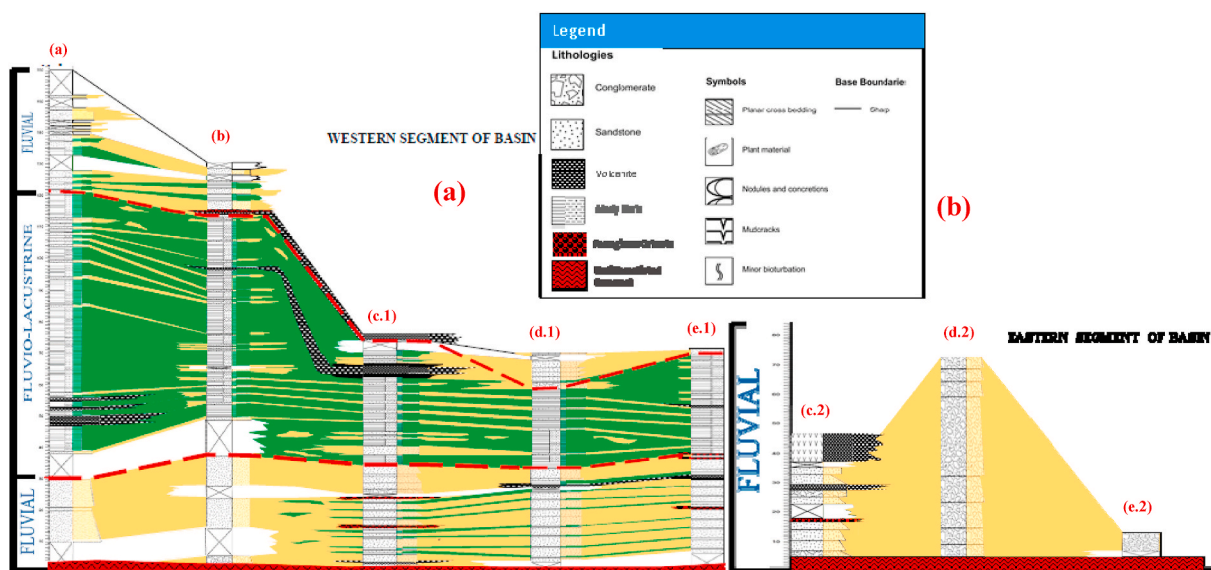 (a)
FLUVIAL
FLUVIO-LACUSTRINE
FLUVIAL
(b)
WESTERN SEGMENT OF BASIN
(a)
(c.1)
(d.1)
(e.1)
Legend
Lithologies
Conglomerate
Sandstone
Volcanite
Symbols
Planar cross bedding
Plant material
Nodules and concretions
Mudcracks
Minor bioturbation
Base Boundaries
Sharp
(b)
EASTERN SEGMENT OF BASIN
FLUVIAL
(c.2)
(d.2)
(e.2)